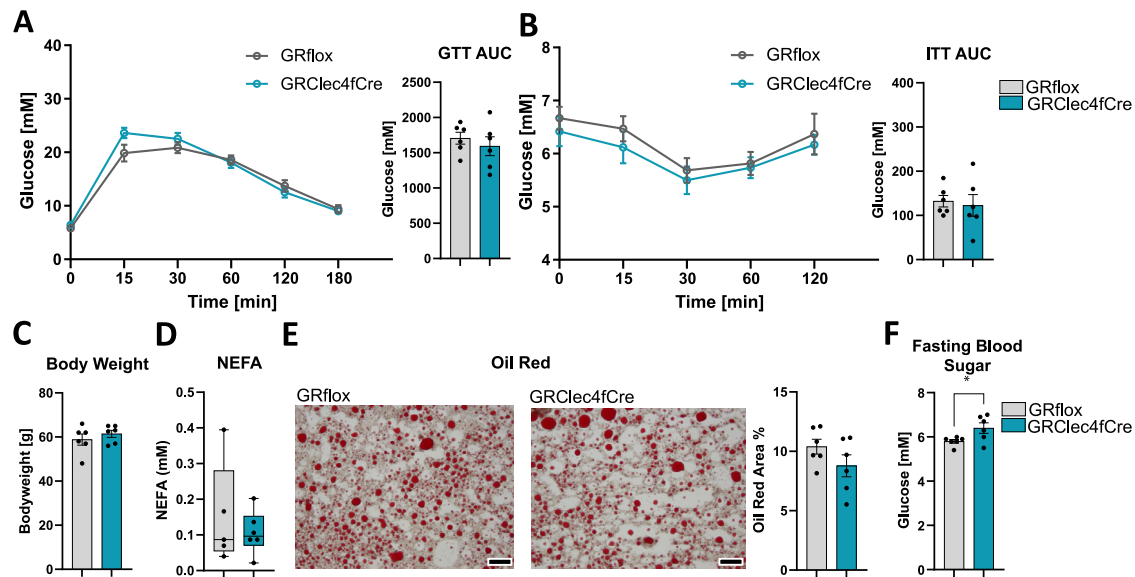 A
GRflox
GRClec4fCre
Glucose [mM]
40
30
20
10
0
0 15 30 60 120 180
Time [min]
GTT AUC
Glucose [mM]
2500
2000
1500
1000
500
0
B
GRflox
GRClec4fCre
Glucose [mM]
8
7
6
5
4
0 15 30 60 120
Time [min]
ITT AUC
Glucose [mM]
400
300
200
100
0
GRflox
GRClec4fCre
C
Body Weight
Bodyweight [g]
80
60
40
20
0
D
NEFA
NEFA (mM)
0.5
0.4
0.3
0.2
0.1
0.0
E
Oil Red
GRflox
GRClec4fCre
Oil Red Area %
15
10
5
0
F
Fasting Blood
Sugar
*
Glucose [mM]
8
6
4
2
0
GRflox
GRClec4fCre